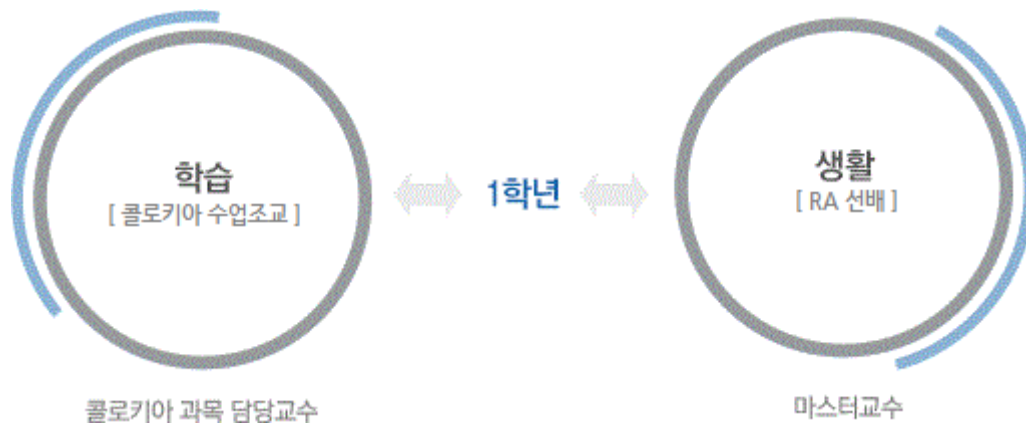 학습
[ 콜로키아 수업조교 ]
콜로키아 과목 담당교수
1학년
생활
[ RA 선배 ]
마스터교수